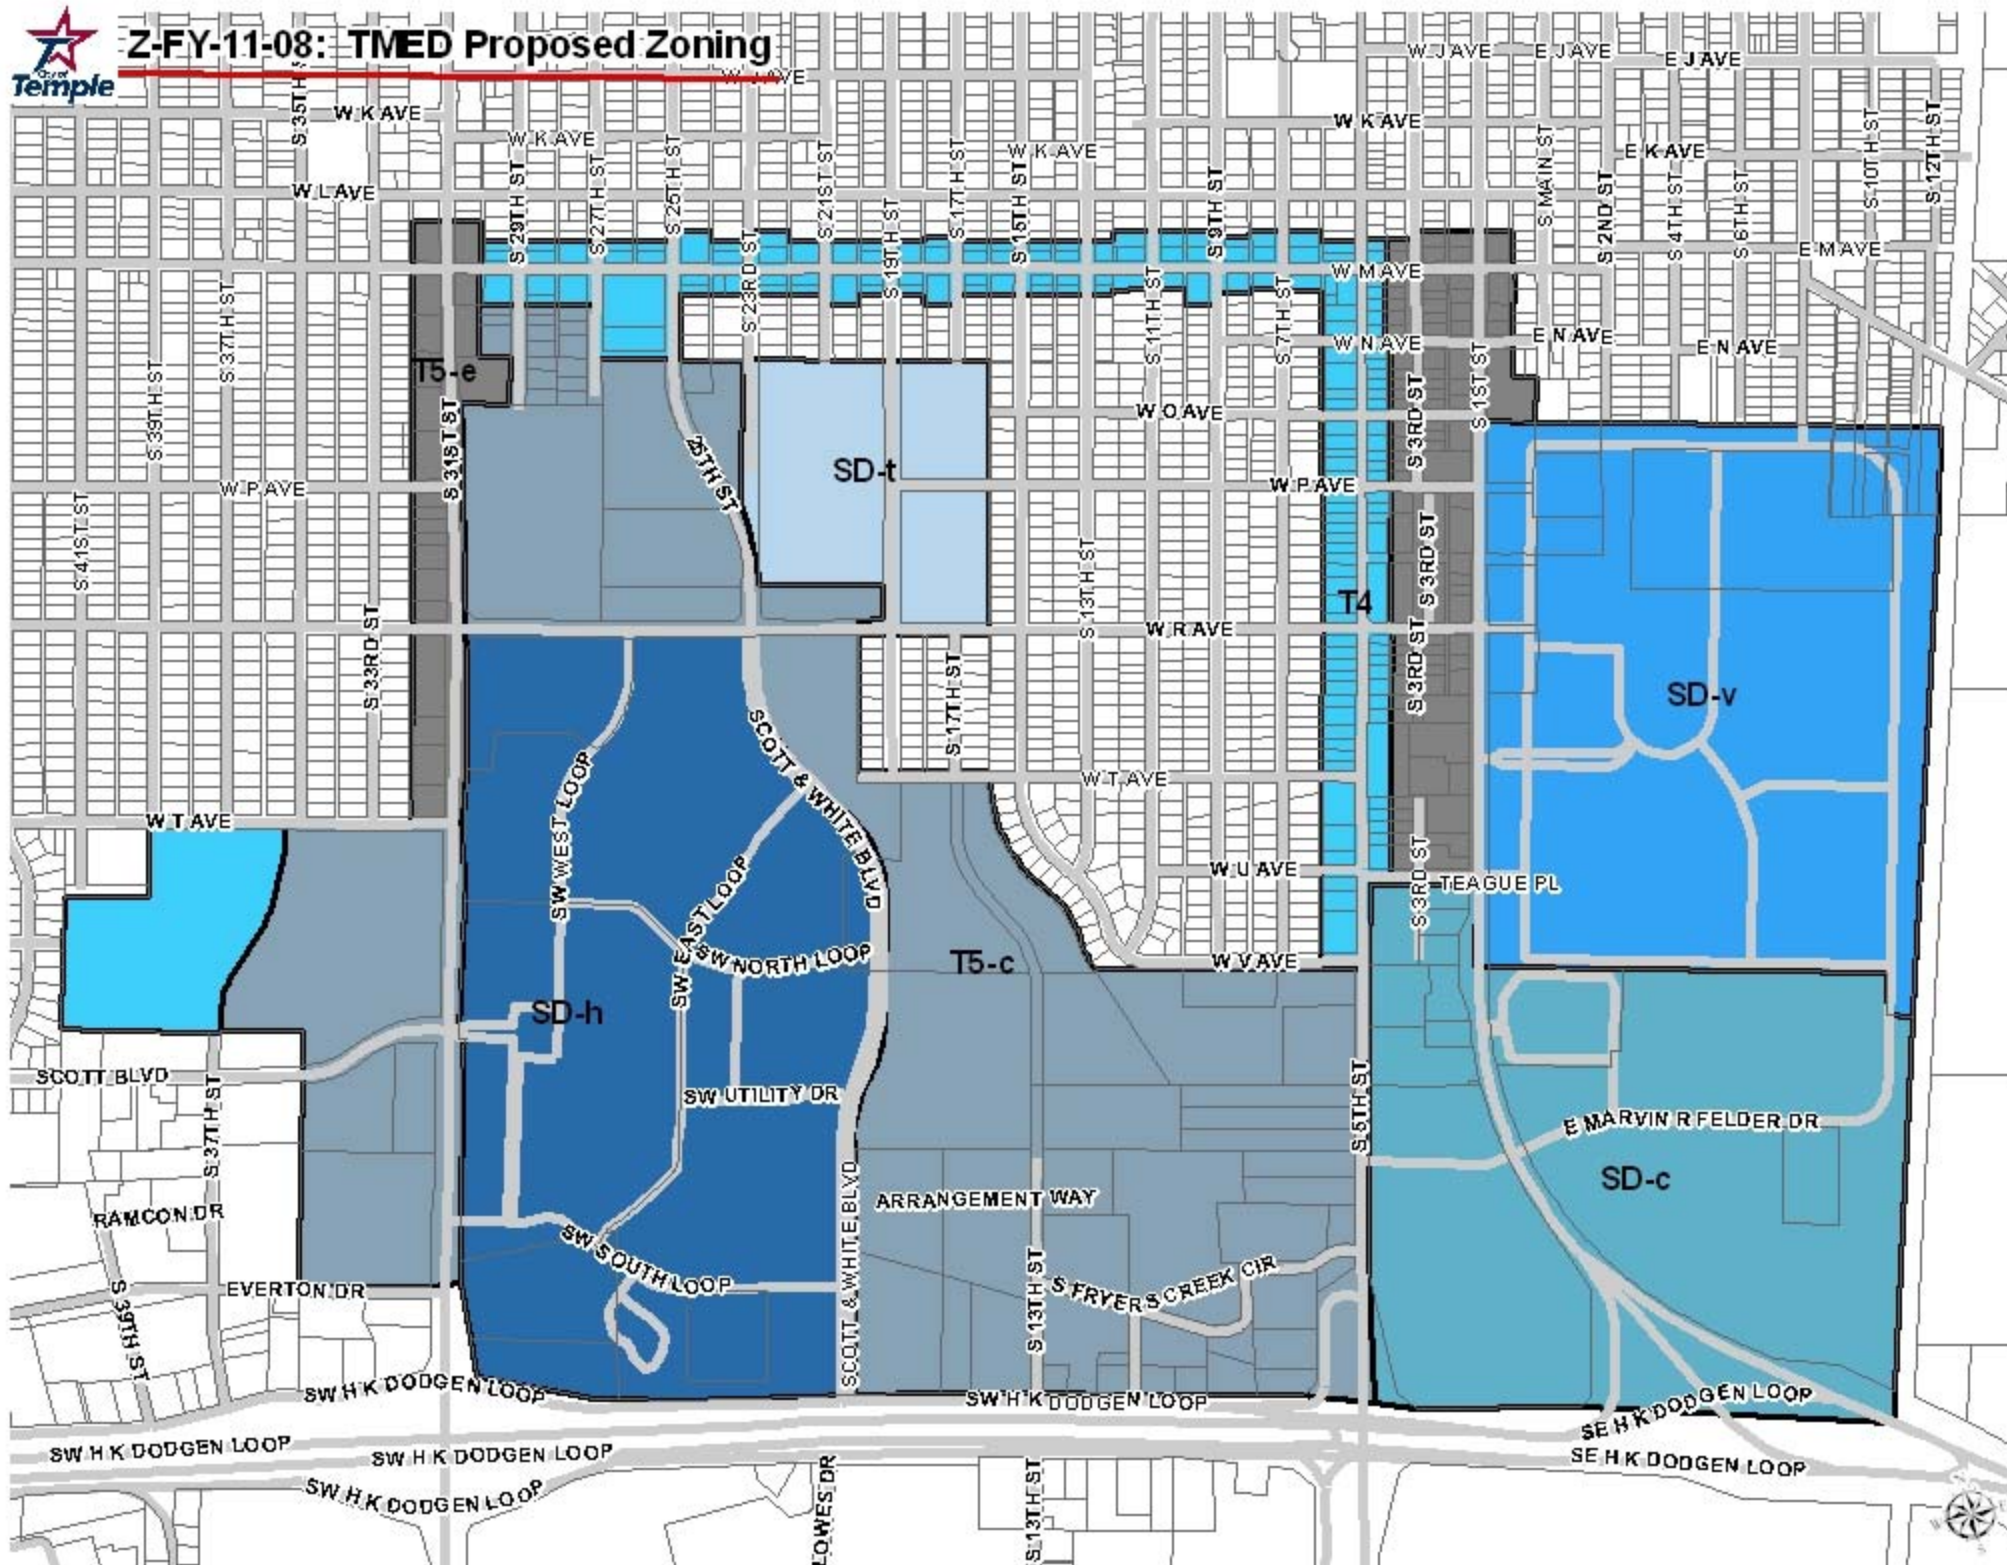 Z-FY-11-08: TMED Proposed Zoning
City of
Temple
W J AVE
E J AVE
E J AVE
W K AVE
W K AVE
W K AVE
W K AVE
E K AVE
S 35TH S
S 29TH ST
S 27TH ST
S 25TH ST
S 23RD ST
S 21ST ST
S 19TH ST
S 17TH ST
S 15TH ST
S 9TH ST
S MAIN ST
S 2ND ST
S 4TH ST
S 6TH ST
S 10TH ST
S 12TH ST
W L AVE
E M AVE
W M AVE
S 39TH ST
S 37TH ST
S 11TH ST
S 7TH ST
W N AVE
E N AVE
E N AVE
T5-e
S 31ST ST
S 1ST ST
S 3RD ST
W O AVE
25TH ST
SD-t
W P AVE
W P AVE
S 41ST ST
S 13TH ST
S 3RD ST
T4
W R AVE
S 33RD ST
S 17TH ST
S 3RD ST
SD-v
SCOTT & WHITE BLVD
SW WEST LOOP
W T AVE
W T AVE
SW EAST LOOP
W U AVE
S 3RD ST
TEAGUE PL
SW NORTH LOOP
T5-c
W V AVE
SD-h
SCOTT BLVD
S 37TH ST
SW UTILITY DR
S 5TH ST
E MARVIN R FELDER DR
SD-c
SCOTT & WHITE BLVD
ARRANGEMENT WAY
RAMCON DR
SW SOUTH LOOP
S 13TH ST
S FRYERS CREEK CIR
EVERTON DR
S 39TH ST
SW H K DODGEN LOOP
SW H K DODGEN LOOP
SE H K DODGEN LOOP
SW H K DODGEN LOOP
SW H K DODGEN LOOP
SE H K DODGEN LOOP
SW H K DODGEN LOOP
LOWES DR
S 13TH ST